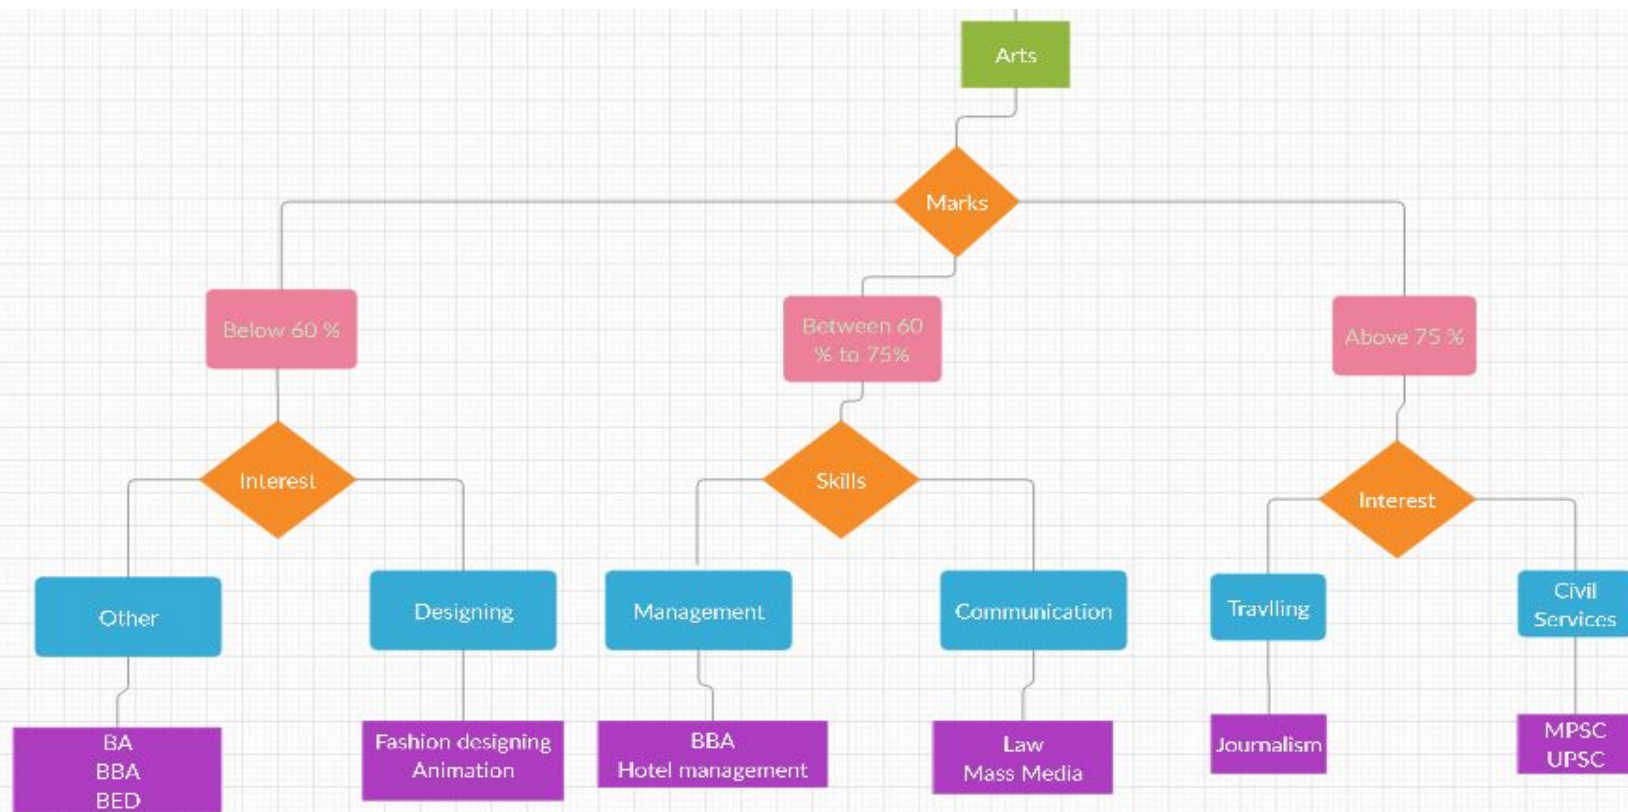 Arts
Marks
Below 60 %
Between 60
% to 75%
Above 75 %
Interest
Skills
Interest
Other
Designing
Management
Communication
Travlling
Civil
Services
BA
BBA
BED
Fashion designing
Animation
BBA
Hotel management
Law
Mass Media
Journalism
MPSC
UPSC